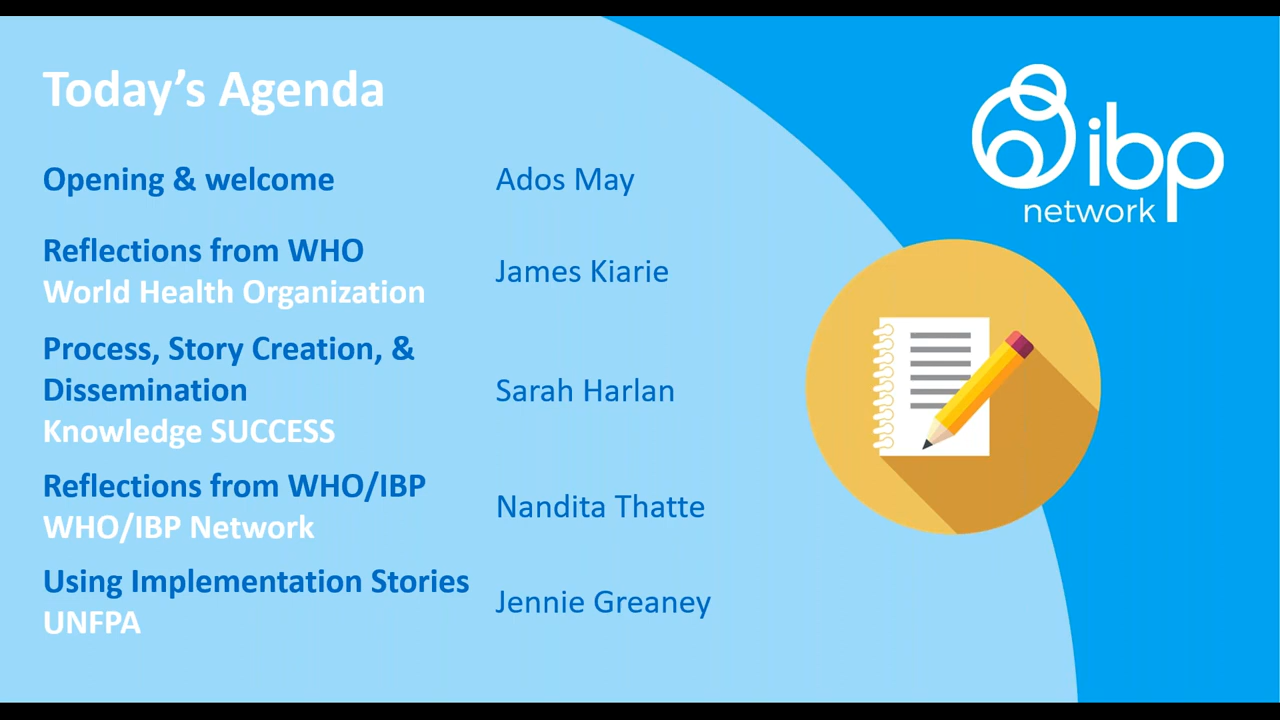 Today's Agenda
Opening & welcome
Ados May
Reflections from WHO
World Health Organization
James Kiarie
Process, Story Creation, &
Dissemination
Knowledge SUCCESS
Sarah Harlan
Reflections from WHO/IBP
WHO/IBP Network
Nandita Thatte
Using Implementation Stories
UNFPA
Jennie Greaney
ibp
network